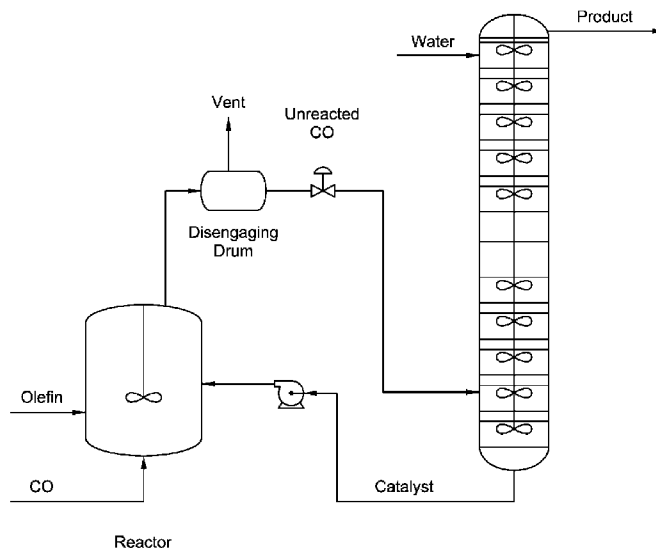 Product
Water
Vent
Unreacted
CO
Disengaging
Drum
Olefin
CO
Catalyst
Reactor